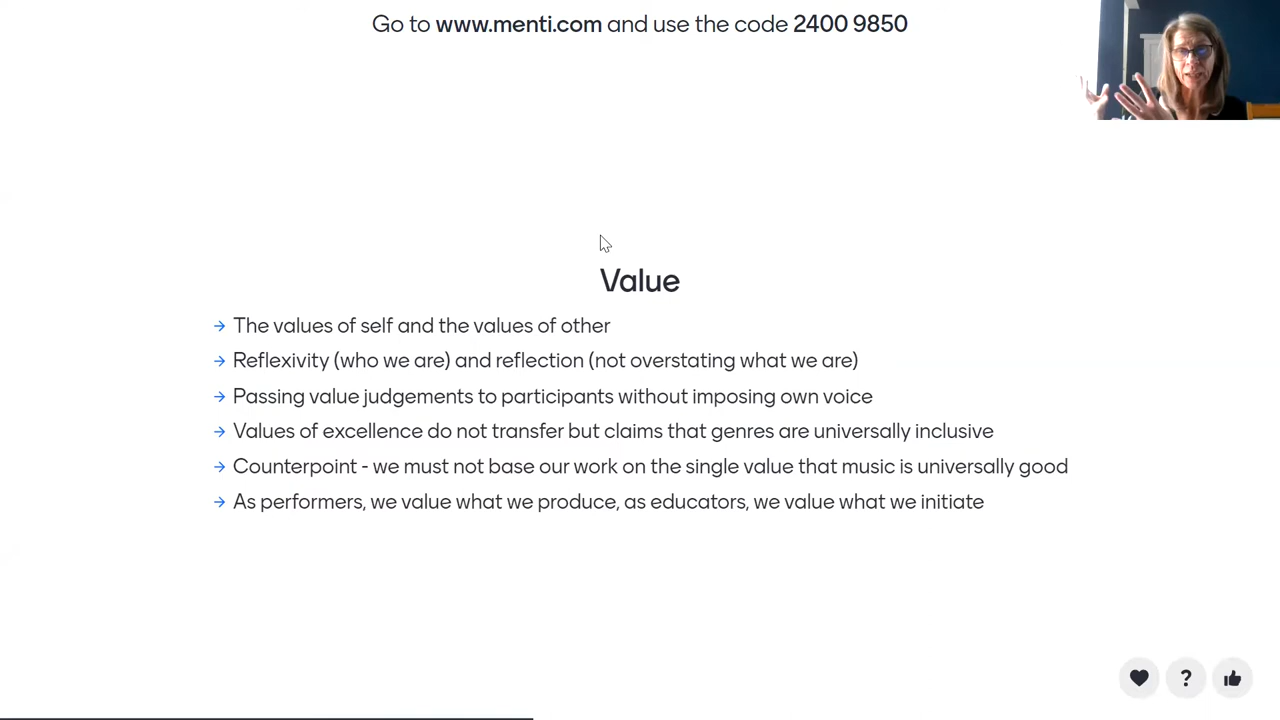 Go to www.menti.com and use the code 2400 9850
Value
→ The values of self and the values of other
→ Reflexivity (who we are) and reflection (not overstating what we are)
→ Passing value judgements to participants without imposing own voice
→ Values of excellence do not transfer but claims that genres are universally inclusive
→ Counterpoint - we must not base our work on the single value that music is universally good
→ As performers, we value what we produce, as educators, we value what we initiate
?